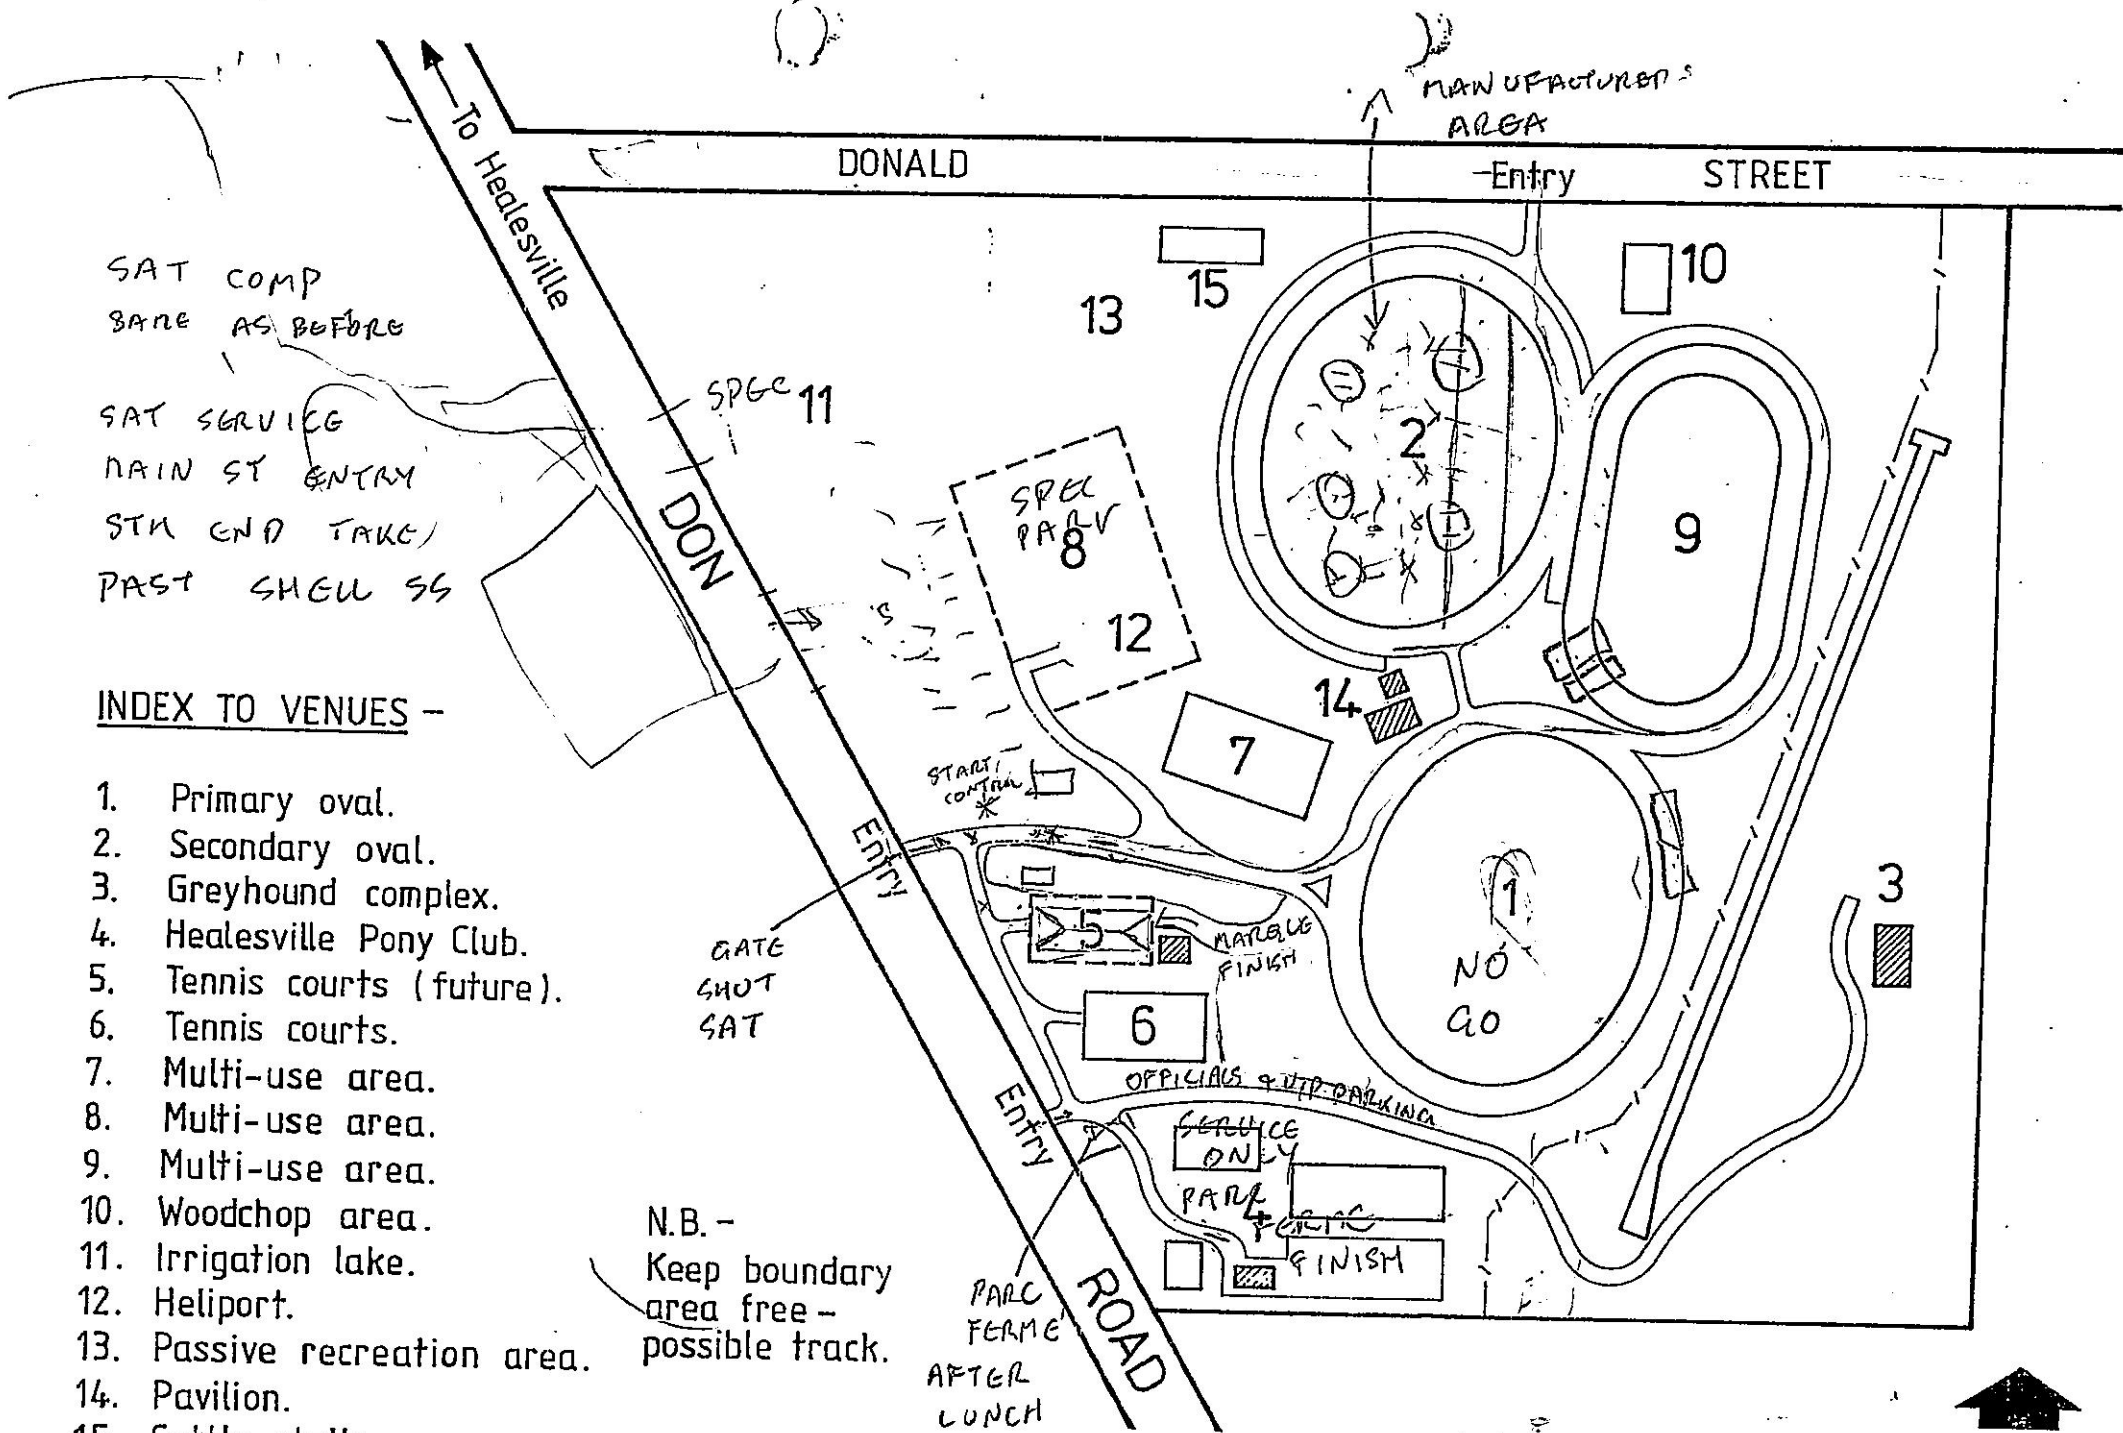 MANUFACTURED
AREA
To Healesville
DONALD
Entry
STREET
SAT COMP
SAME AS BEFORE
SAT SERVICE
MAIN ST ENTRY
STH END TAKE
PAST SHELL SS
SPEC
11
13
15
10
2
9
SPEC
PARK
8
12
DON
14
7
START
CONTROL
Entry
GATE
SHUT
SAT
5
MARQUE
FINISH
6
1
NO
GO
3
OFFICIALS & VIP PARKING
Entry
SERVICE
ONLY
PARC
4
FERME
FINISH
PARC
FERME
AFTER
LUNCH
ROAD
INDEX TO VENUES -
1. Primary oval.
2. Secondary oval.
3. Greyhound complex.
4. Healesville Pony Club.
5. Tennis courts (future).
6. Tennis courts.
7. Multi-use area.
8. Multi-use area.
9. Multi-use area.
10. Woodchop area.
11. Irrigation lake.
12. Heliport.
13. Passive recreation area.
14. Pavilion.
15.
N.B. -
Keep boundary
area free -
possible track.